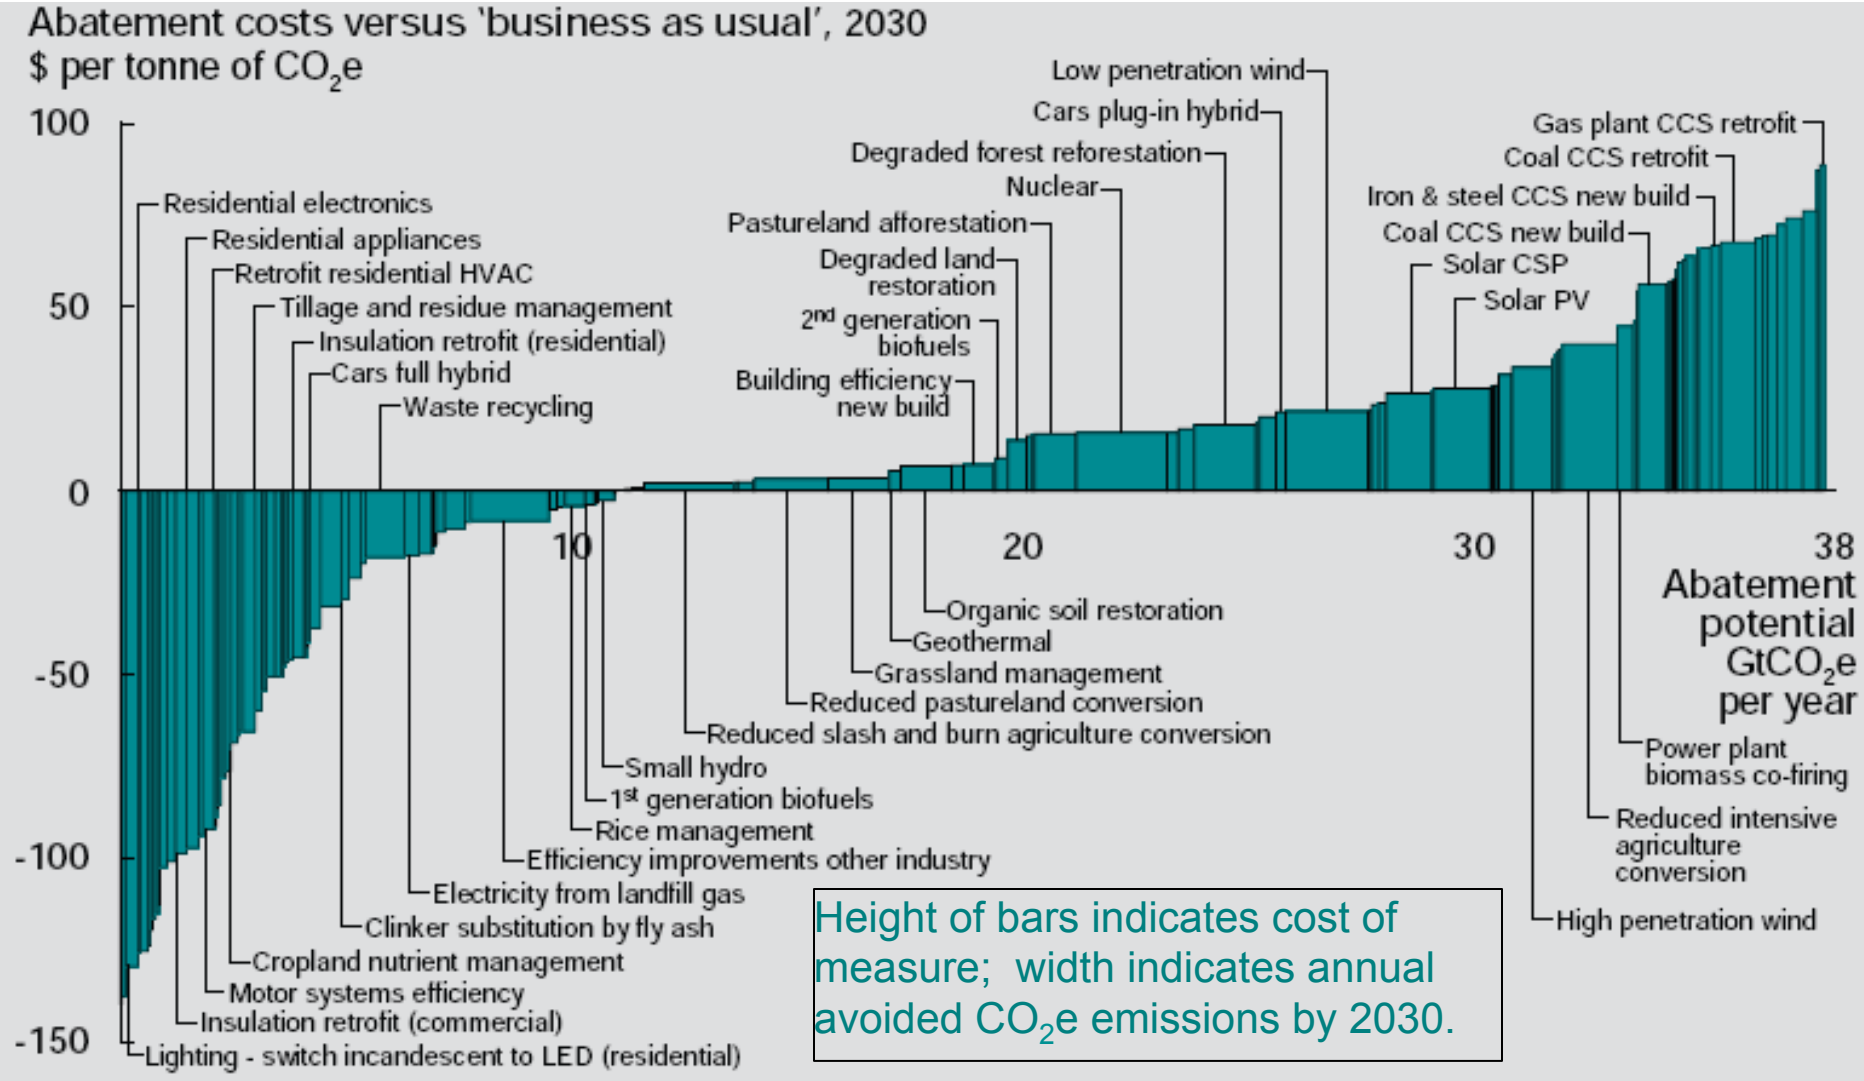 Abatement costs versus ‘business as usual’, 2030
$ per tonne of CO₂e
100
50
0
-50
-100
-150
Residential electronics
Residential appliances
Retrofit residential HVAC
Tillage and residue management
Insulation retrofit (residential)
Cars full hybrid
Waste recycling
Low penetration wind
Cars plug-in hybrid
Degraded forest reforestation
Nuclear
Pastureland afforestation
Degraded land
restoration
2nd generation
biofuels
Building efficiency
new build
Gas plant CCS retrofit
Coal CCS retrofit
Iron & steel CCS new build
Coal CCS new build
Solar CSP
Solar PV
10
20
30
38
Abatement
potential
GtCO₂e
per year
Organic soil restoration
Geothermal
Grassland management
Reduced pastureland conversion
Reduced slash and burn agriculture conversion
Small hydro
1st generation biofuels
Rice management
Efficiency improvements other industry
Electricity from landfill gas
Clinker substitution by fly ash
Cropland nutrient management
Motor systems efficiency
Insulation retrofit (commercial)
Lighting - switch incandescent to LED (residential)
Power plant
biomass co-firing
Reduced intensive
agriculture
conversion
High penetration wind
Height of bars indicates cost of
measure; width indicates annual
avoided CO₂e emissions by 2030.